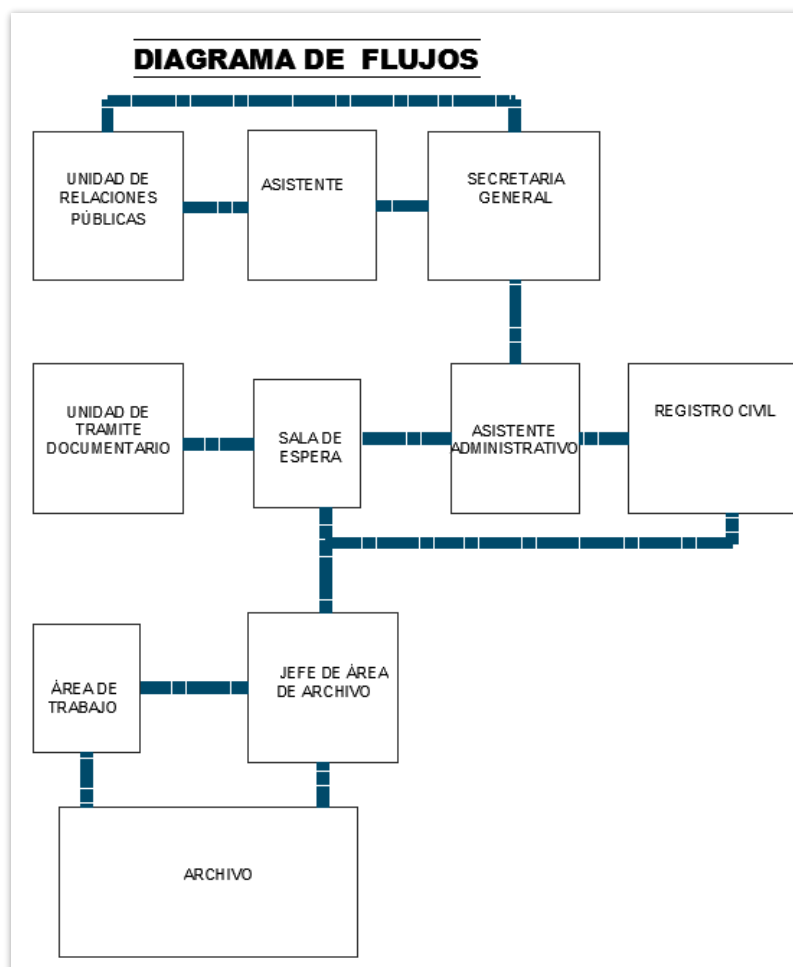 DIAGRAMA DE FLUJOS
UNIDAD DE
RELACIONES
PÚBLICAS
ASISTENTE
SECRETARIA
GENERAL
UNIDAD DE
TRAMITE
DOCUMENTARIO
SALA DE
ESPERA
ASISTENTE
ADMINISTRATIVO
REGISTRO CIVIL
ÁREA DE
TRABAJO
JEFE DE ÁREA
DE ARCHIVO
ARCHIVO